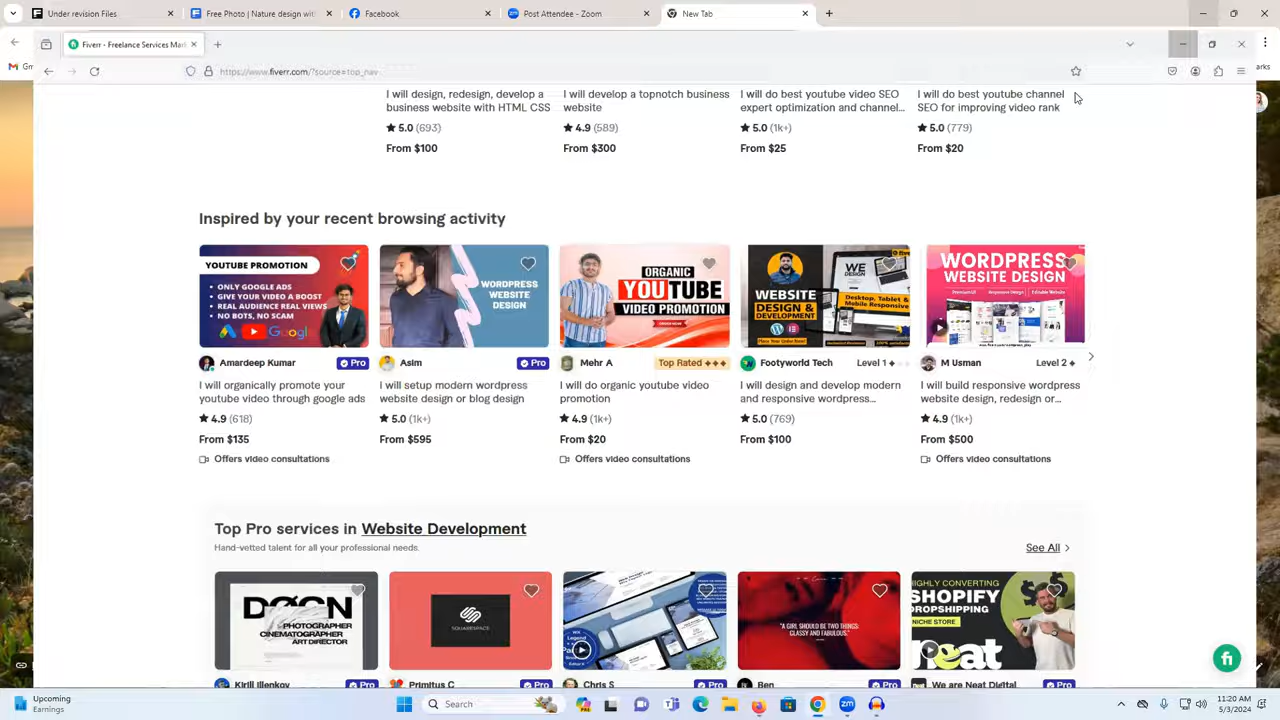 Return Attendees
Free Photo | Nature design with
Facebook
Post Attendee - Zoom
New Tab
Fiverr - Freelance Services Mark
https://www.fiverr.com/?source=top_nav
I will design, redesign, develop a
business website with HTML CSS
I will develop a topnotch business
website
I will do best youtube video SEO
expert optimization and channel...
I will do best youtube channel
SEO for improving video rank
5.0 (693)
4.9 (589)
5.0 (1k+)
5.0 (779)
From $100
From $300
From $25
From $20
Inspired by your recent browsing activity
YOUTUBE PROMOTION
• ONLY GOOGLE ADS
• GIVE YOUR VIDEO A BOOST
• REAL AUDIENCE REAL VIEWS
• NO BOTS, NO SCAM
Googl
WORDPRESS
WEBSITE
DESIGN
ORGANIC
YOUTUBE
VIDEO PROMOTION
WE
DESIGN
WEBSITE
DESIGN &
DEVELOPMENT
Desktop, Tablet &
Mobile Responsive
WORDPRESS
WEBSITE DESIGN
Amardeep Kumar
Pro
Asim
Pro
Mehr A
Top Rated
Footyworld Tech
Level 1
M Usman
Level 2
I will organically promote your
youtube video through google ads
I will setup modern wordpress
website design or blog design
I will do organic youtube video
promotion
I will design and develop modern
and responsive wordpress...
I will build responsive wordpress
website design, redesign or...
4.9 (618)
5.0 (1k+)
4.9 (1k+)
5.0 (769)
4.9 (1k+)
From $135
From $595
From $20
From $100
From $500
Offers video consultations
Offers video consultations
Offers video consultations
Top Pro services in Website Development
Hand-vetted talent for all your professional needs.
See All
PHOTOGRAPHER
CINEMATOGRAPHER
ART DIRECTOR
SQUARESPACE
"A GIRL SHOULD BE TWO THINGS:
CLASSY AND FABULOUS."
HIGHLY CONVERTING
SHOPIFY
DROPSHIPPING
NICHE STORE
neat
Kirill Illenkov
Pro
Primitus C
Pro
Chris S
Pro
Ben
Pro
We are Neat Digital
Pro
fi
Upcoming
Earnings
Search
11:20 AM
5/3/2024